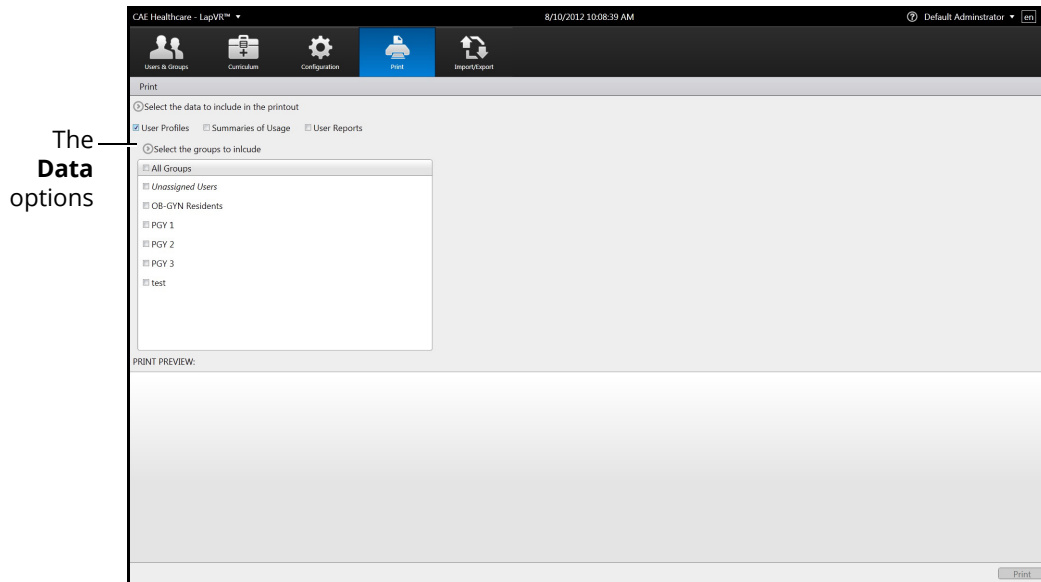 CAE Healthcare - LapVR™ ▼ 8/10/2012 10:08:39 AM ? Default Adminstrator ▼ en
Users & Groups Curriculum Configuration Print Import/Export
Print
Select the data to include in the printout
User Profiles Summaries of Usage User Reports
The
Data
options
Select the groups to inlcude
All Groups
Unassigned Users
OB-GYN Residents
PGY 1
PGY 2
PGY 3
test
PRINT PREVIEW:
Print